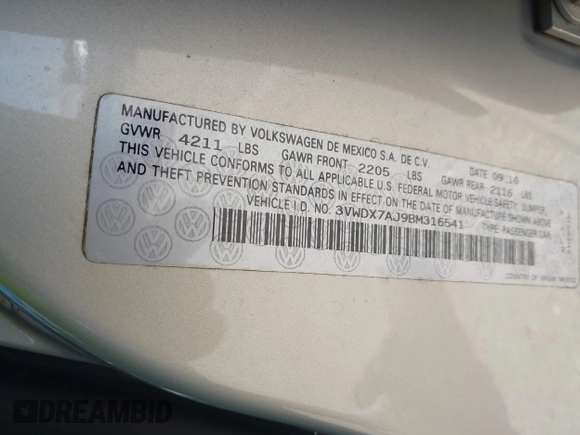 MANUFACTURED BY VOLKSWAGEN DE MEXICO S.A. DE C.V. DATE 09 10
GVWR 4211 LBS GAWR FRONT 2205 LBS GAWR REAR 2116 LBS
THIS VEHICLE CONFORMS TO ALL APPLICABLE U.S. FEDERAL MOTOR VEHICLE SAFETY, BUMPER,
AND THEFT PREVENTION STANDARDS IN EFFECT ON THE DATE OF MANUFACTURE SHOWN ABOVE
VEHICLE I.D. NO. 3VWDX7AJ9BM316541 TYPE: PASSENGER CAR
COUNTRY OF ORIGIN: MEXICO
DREAMBID